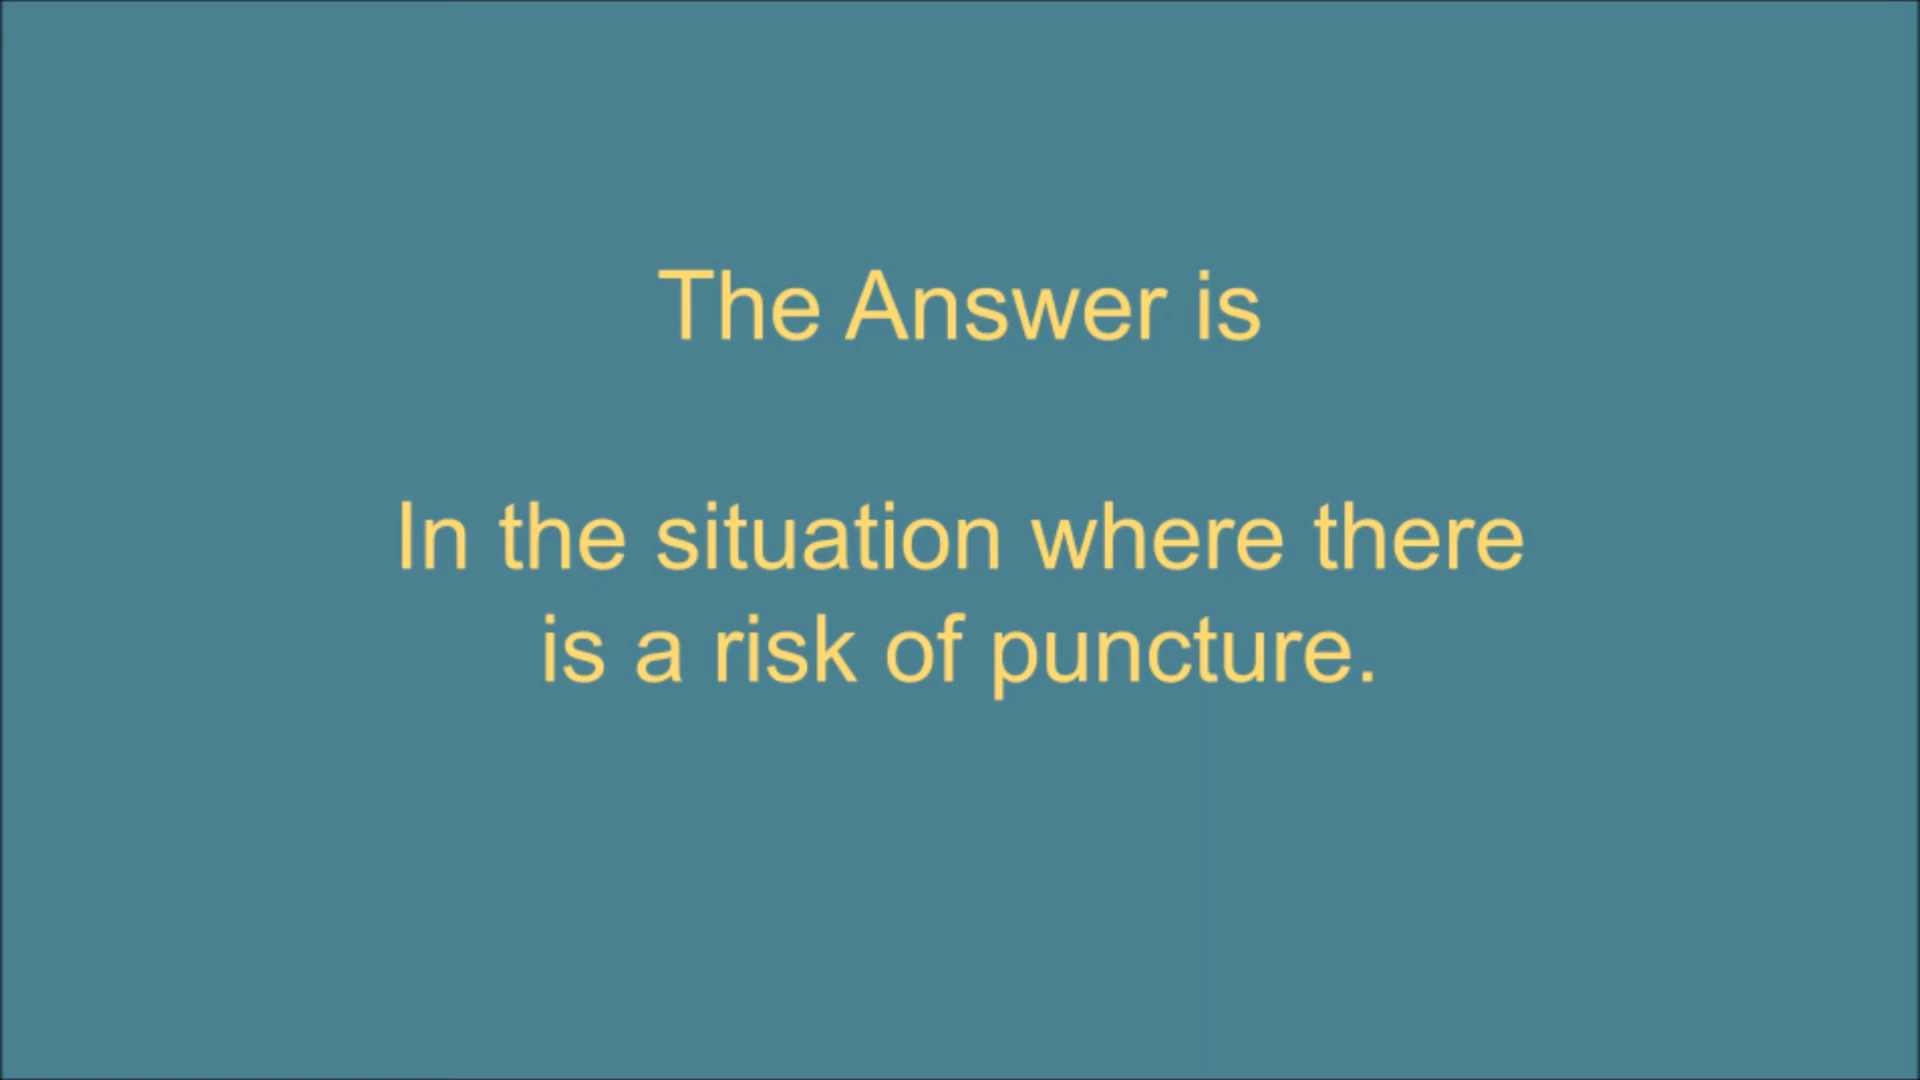 The Answer is
In the situation where there
is a risk of puncture.